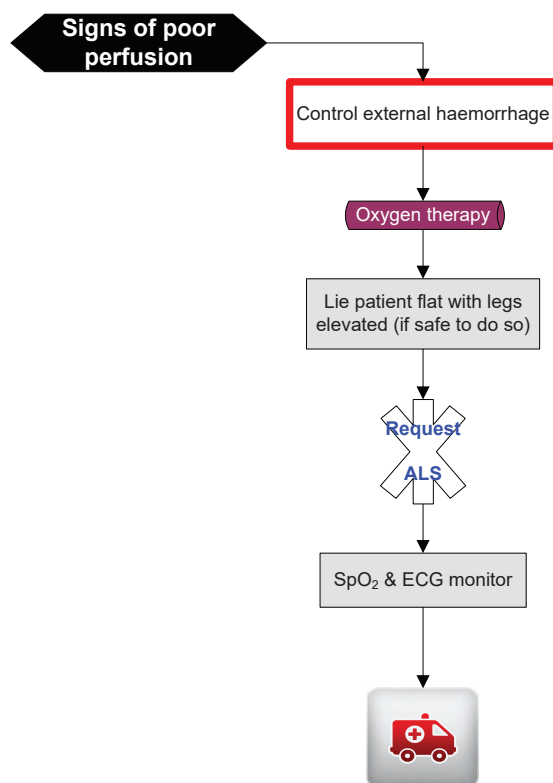 Signs of poor
perfusion
Control external haemorrhage
Oxygen therapy
Lie patient flat with legs
elevated (if safe to do so)
Request
ALS
SpO₂ & ECG monitor